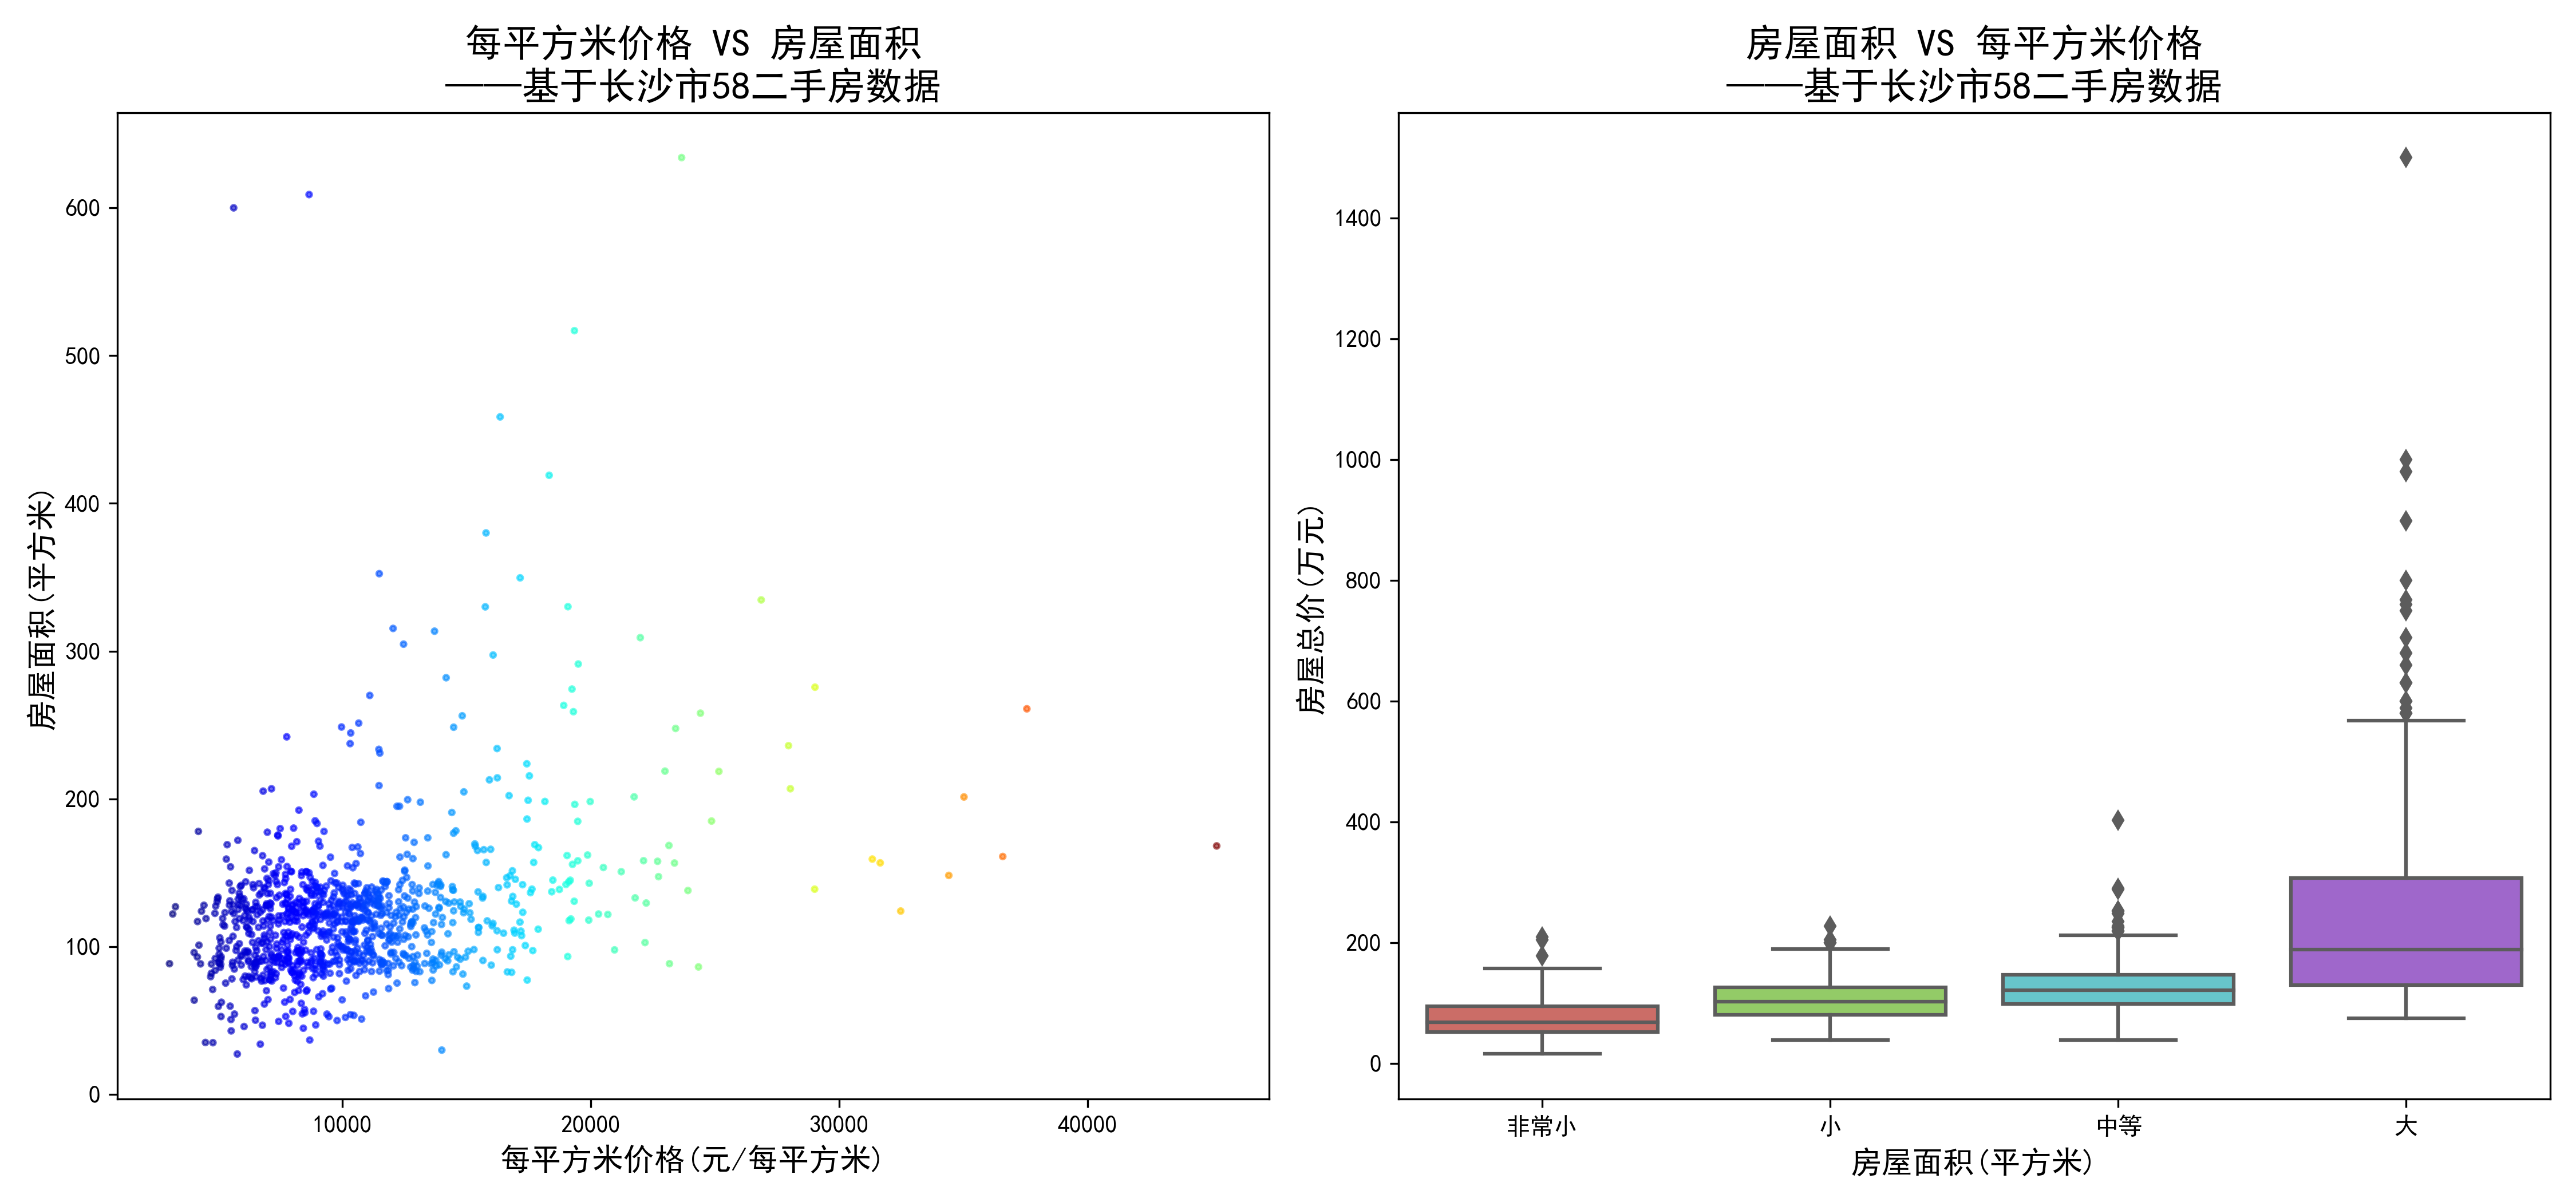 每平方米价格 VS 房屋面积
——基于长沙市58二手房数据
600
500
400
300
200
100
0
房屋面积(平方米)
10000 20000 30000 40000
每平方米价格(元/每平方米)
房屋面积 VS 每平方米价格
——基于长沙市58二手房数据
1400
1200
1000
800
600
400
200
0
房屋总价(万元)
非常小 小 中等 大
房屋面积(平方米)